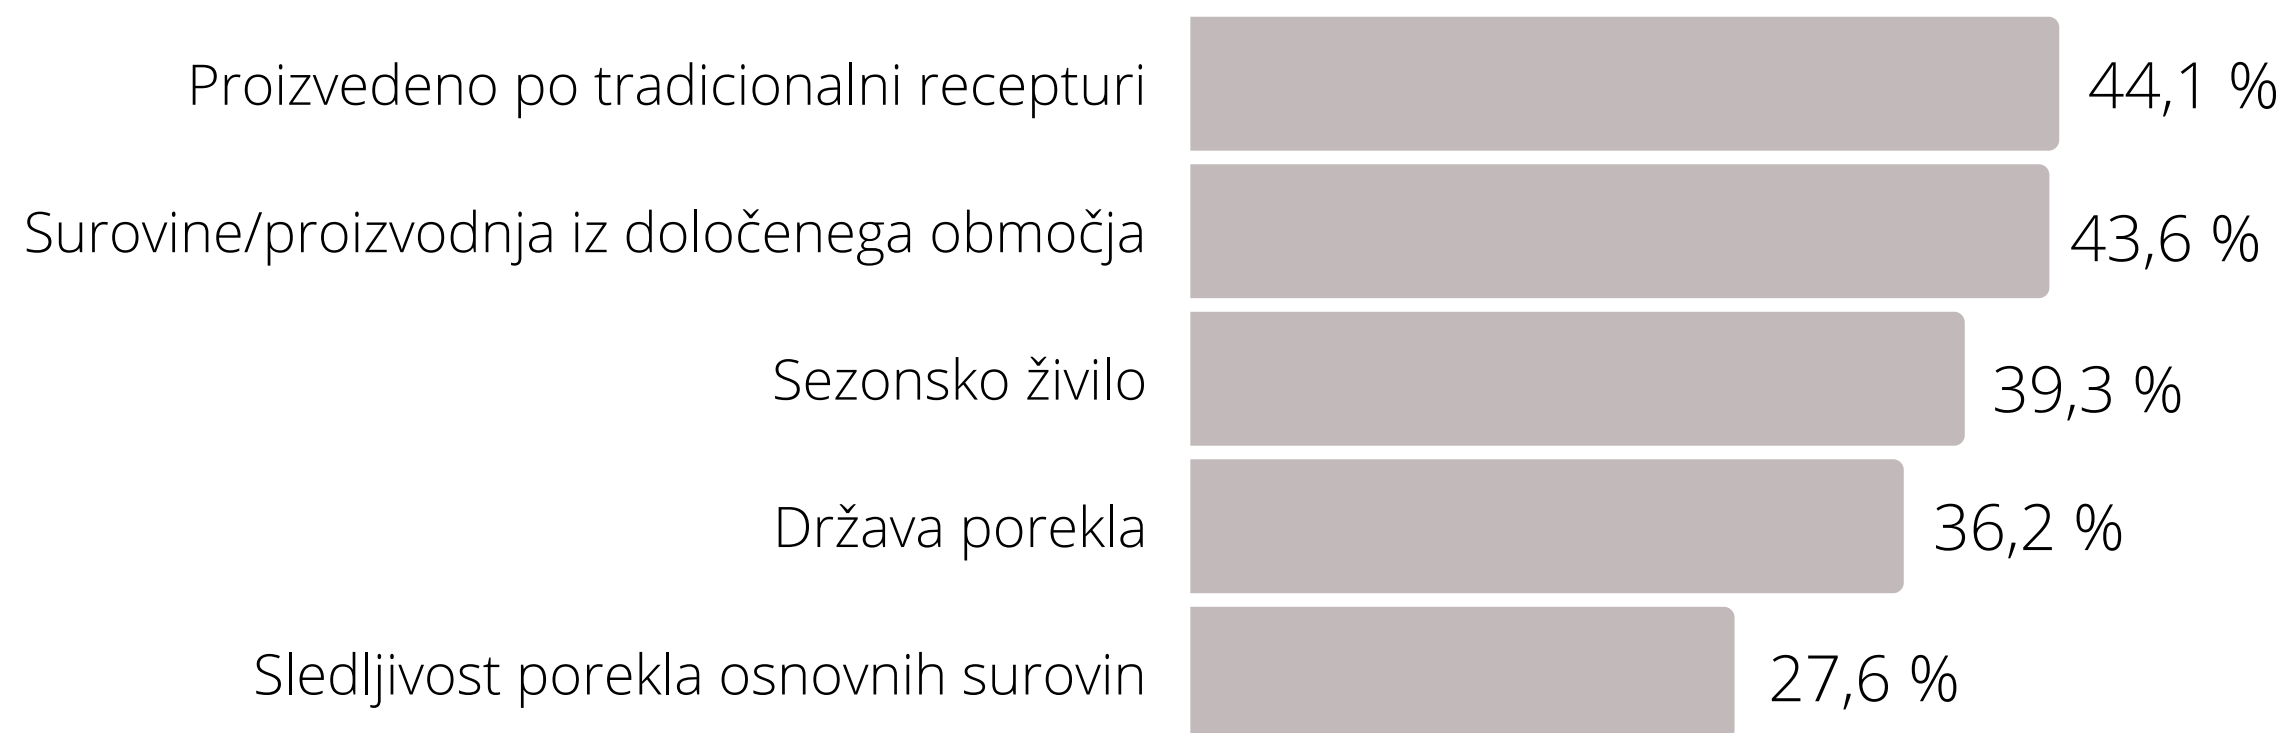 Proizvedeno po tradicionalni recepturi 44,1 %
Surovine/proizvodnja iz določenega območja 43,6 %
Sezonsko živilo 39,3 %
Država porekla 36,2 %
Sledljivost porekla osnovnih surovin 27,6 %